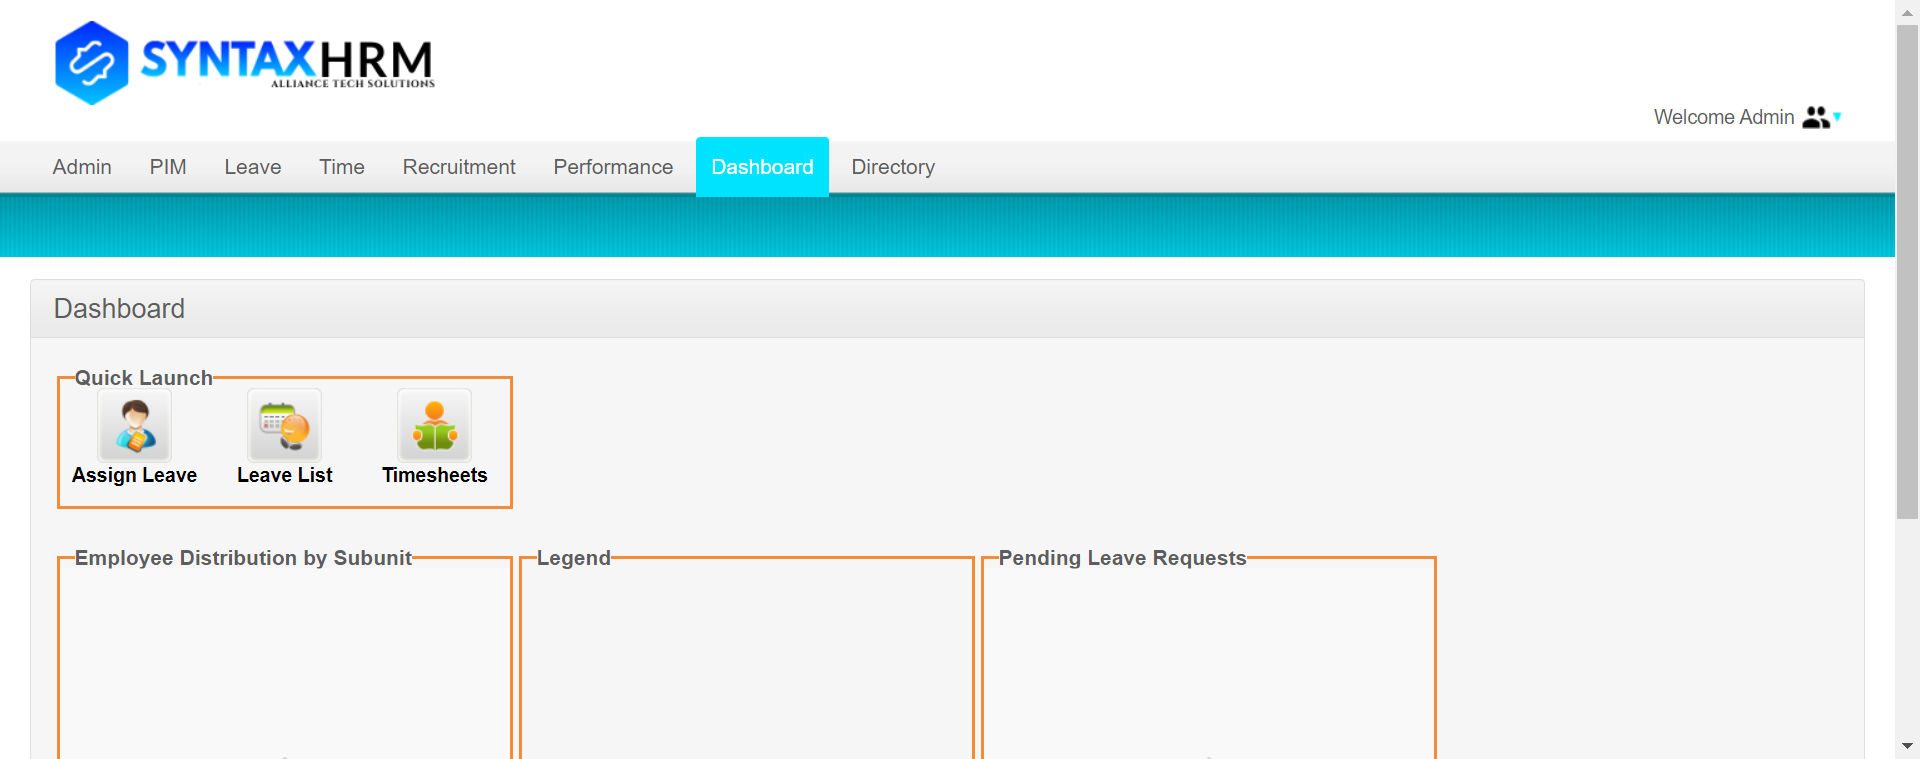 SYNTAXHRM
ALLIANCE TECH SOLUTIONS
Welcome Admin
Admin PIM Leave Time Recruitment Performance Dashboard Directory
Dashboard
Quick Launch
Assign Leave Leave List Timesheets
Employee Distribution by Subunit Legend Pending Leave Requests